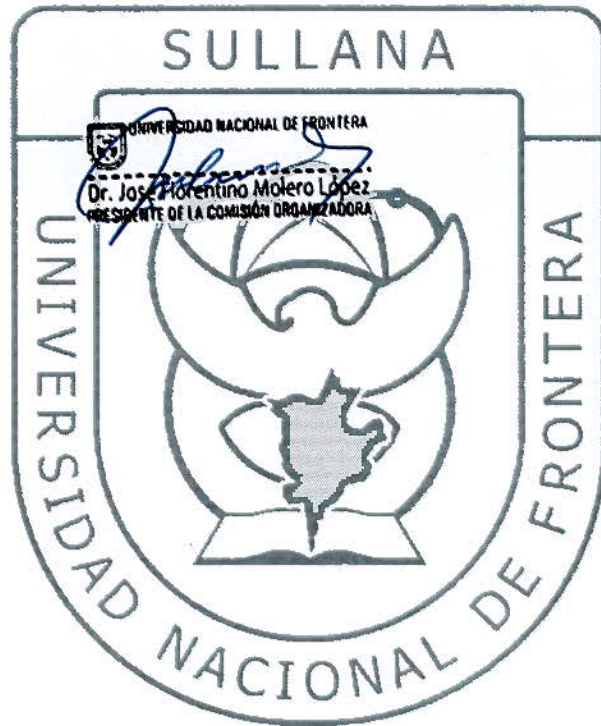 SULLANA
UNIVERSIDAD NACIONAL DE FRONTERA
Dr. José Florentino Molero López
PRESIDENTE DE LA COMISIÓN ORGANIZADORA
UNIVERSIDAD NACIONAL DE FRONTERA